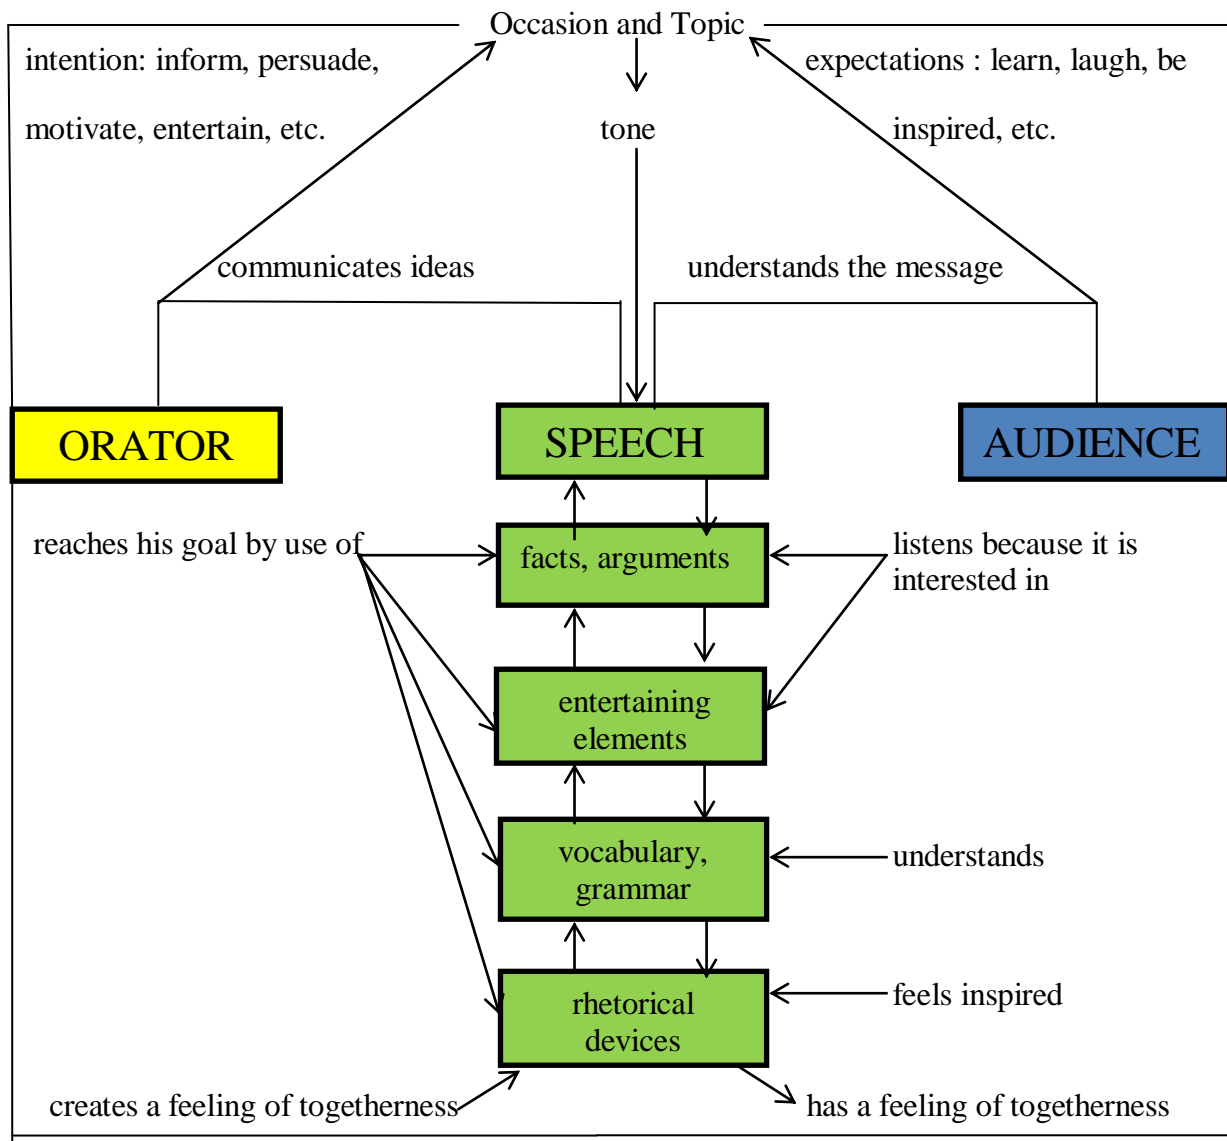 Occasion and Topic
intention: inform, persuade,
motivate, entertain, etc.
tone
expectations : learn, laugh, be
inspired, etc.
communicates ideas
understands the message
ORATOR
SPEECH
AUDIENCE
reaches his goal by use of
facts, arguments
listens because it is
interested in
entertaining
elements
vocabulary,
grammar
understands
rhetorical
devices
feels inspired
creates a feeling of togetherness
has a feeling of togetherness